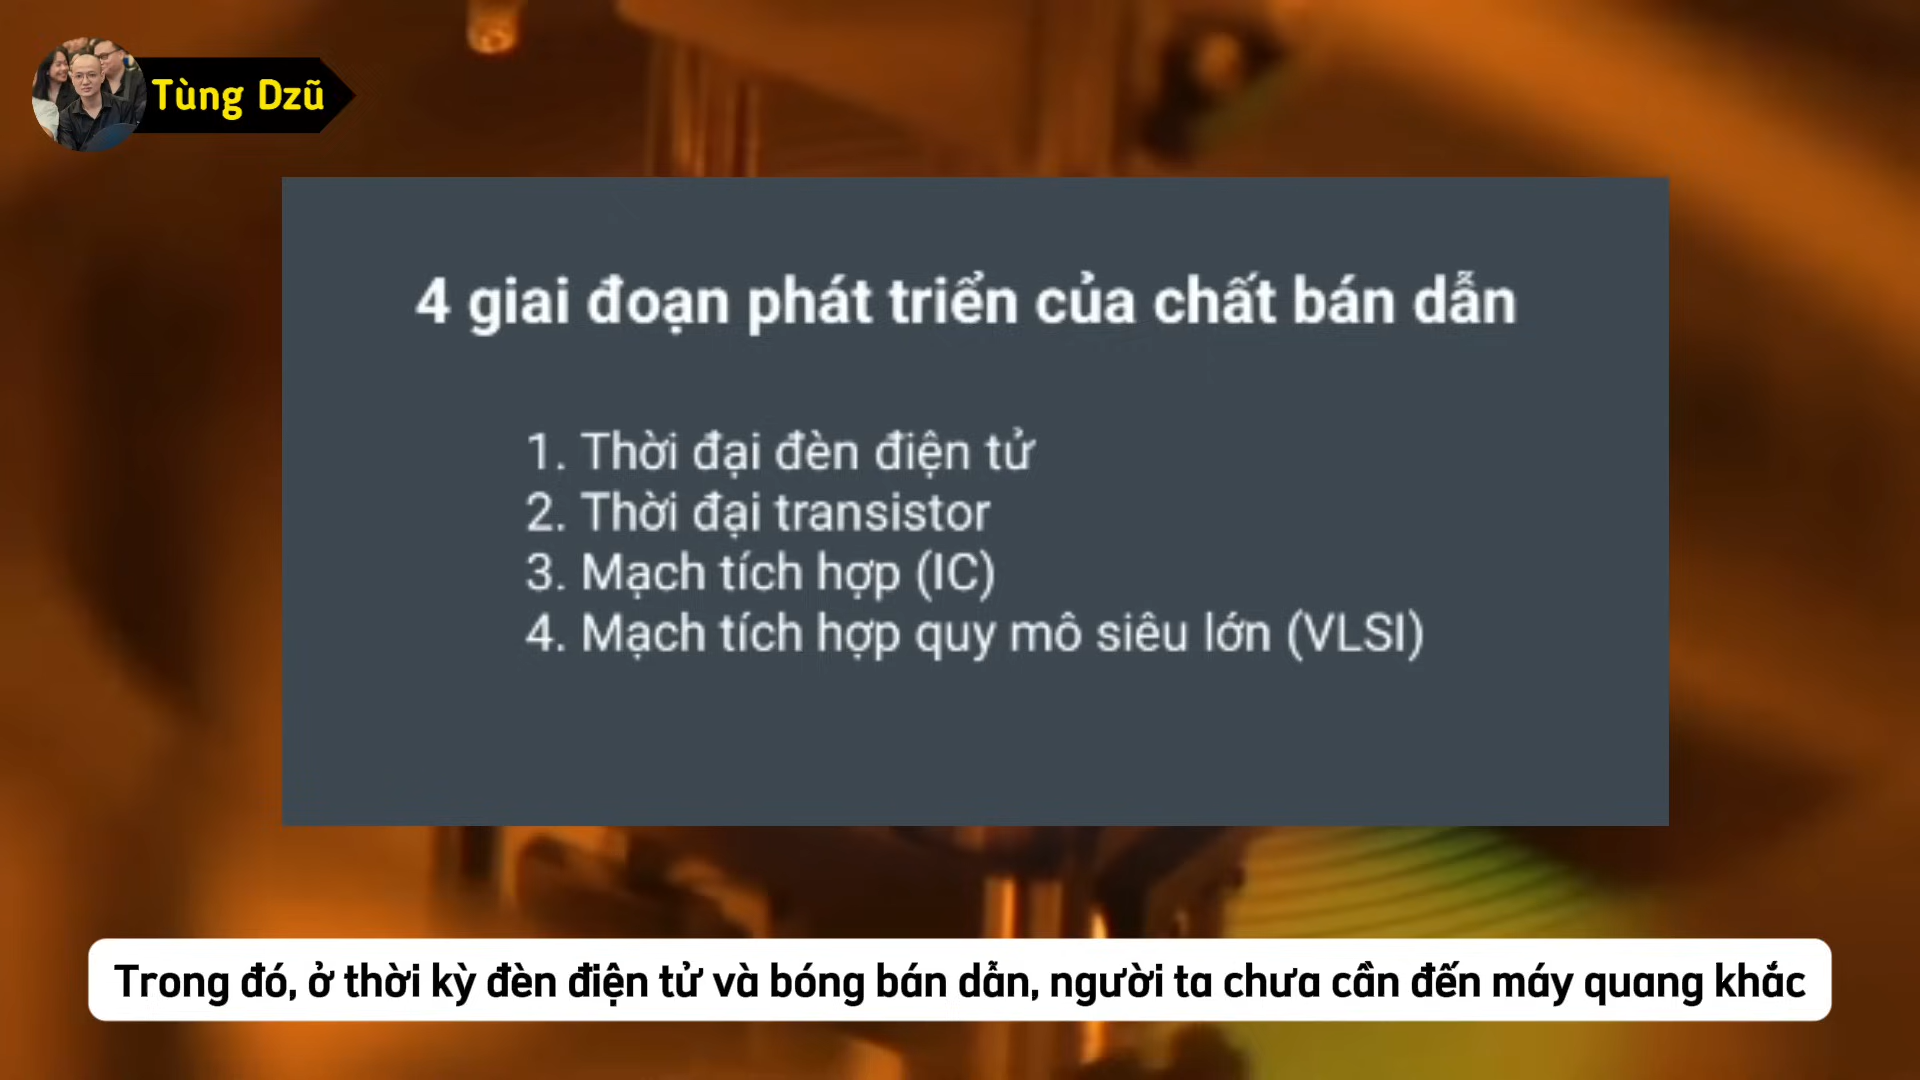 Tùng Dzũ
4 giai đoạn phát triển của chất bán dẫn
1. Thời đại đèn điện tử
2. Thời đại transistor
3. Mạch tích hợp (IC)
4. Mạch tích hợp quy mô siêu lớn (VLSI)
Trong đó, ở thời kỳ đèn điện tử và bóng bán dẫn, người ta chưa cần đến máy quang khắc